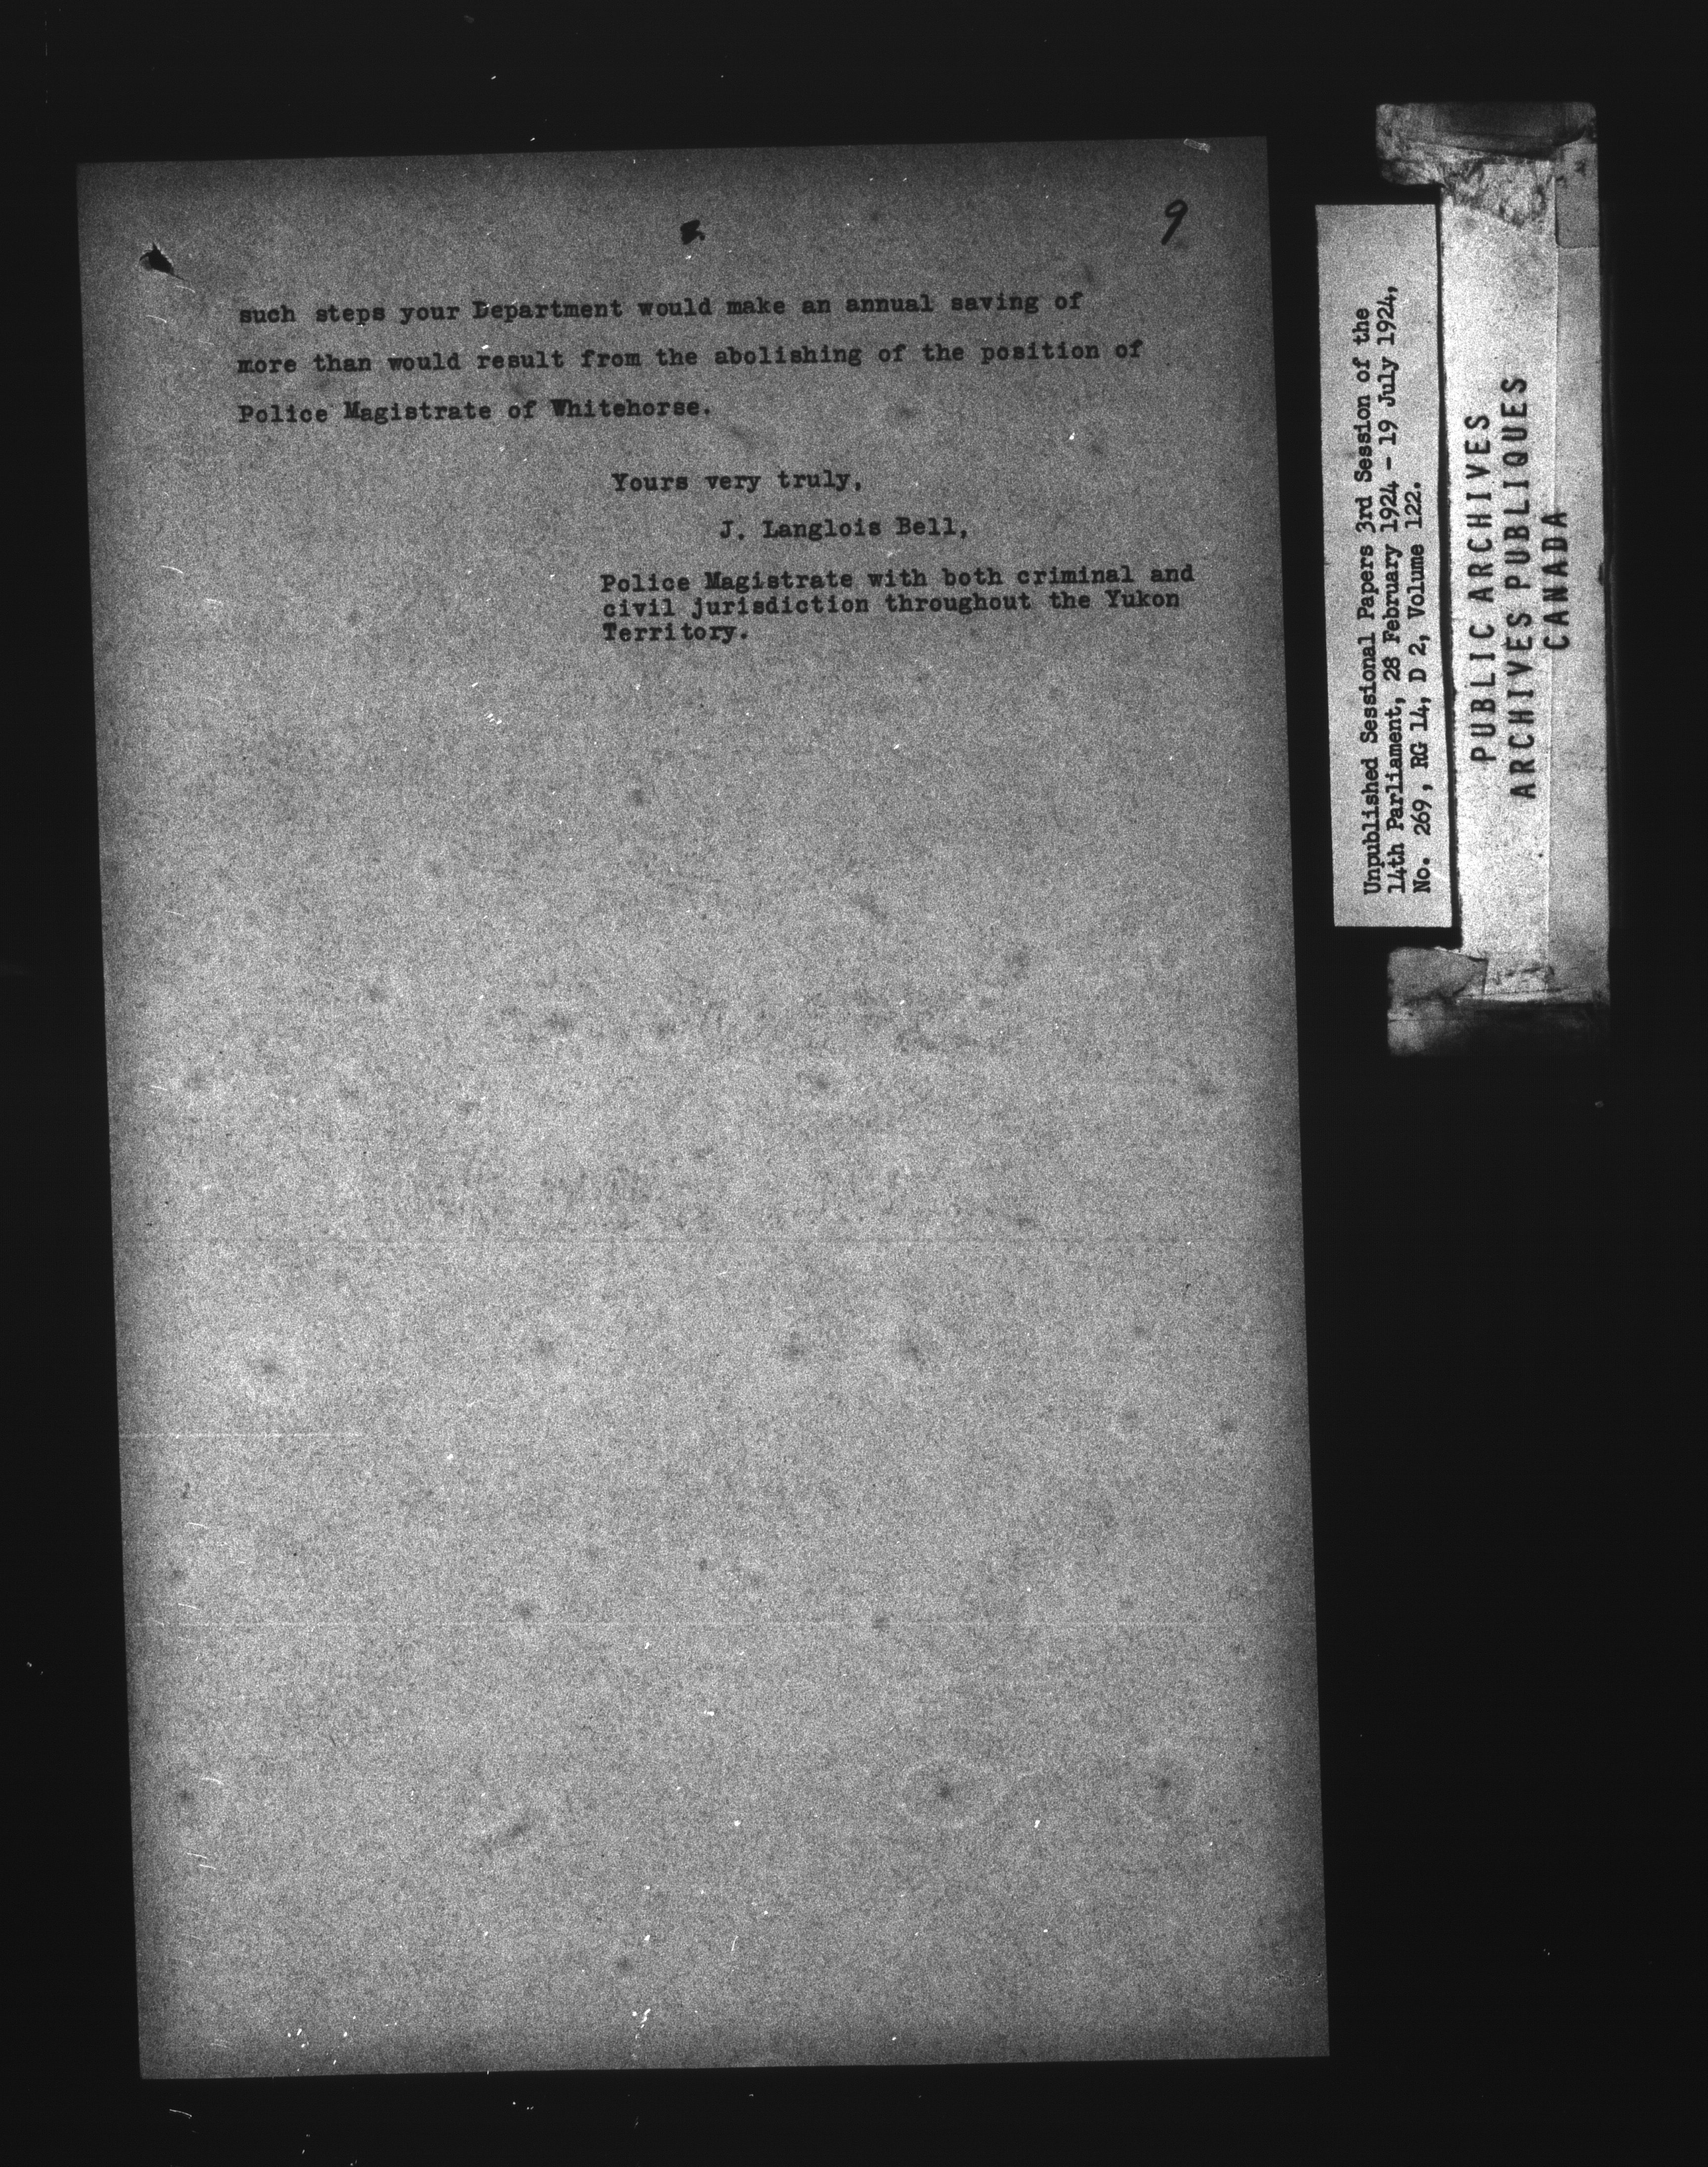 9
such steps your Department would make an annual saving of
more than would result from the abolishing of the position of
Police Magistrate of Whitehorse.
Yours very truly,
J. Langlois Bell,
Police Magistrate with both criminal and
civil jurisdiction throughout the Yukon
Territory.
Unpublished Sessional Papers 3rd Session of the
14th Parliament, 28 February 1924 - 19 July 1924,
No. 269, RG 14, D 2, Volume 122.
PUBLIC ARCHIVES
ARCHIVES PUBLIQUES
CANADA